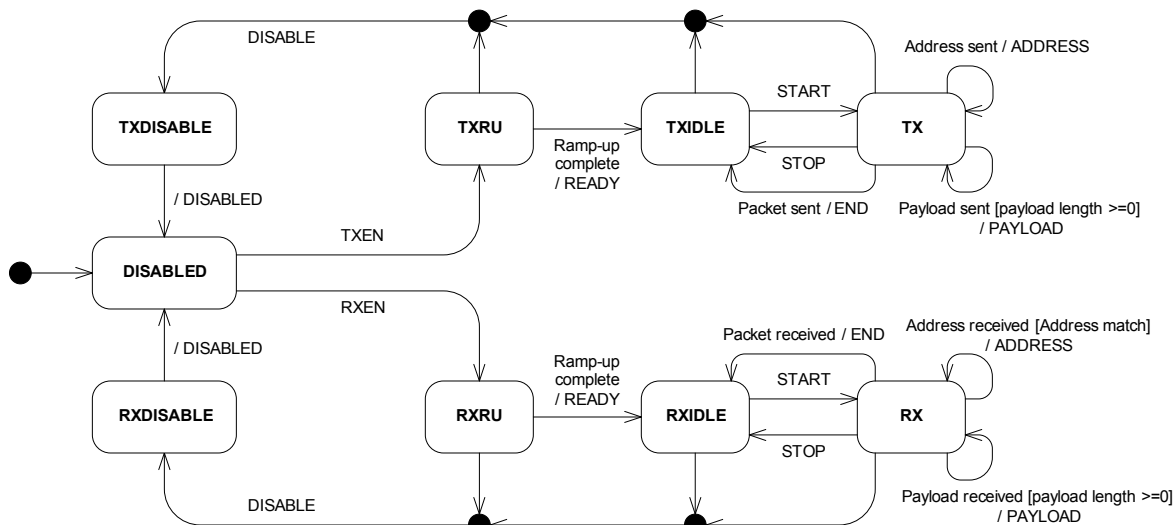 DISABLE
Address sent / ADDRESS
TXDISABLE
TXRU
TXIDLE
TX
START
Ramp-up
complete
/ READY
STOP
/ DISABLED
Packet sent / END
Payload sent [payload length >=0]
/ PAYLOAD
TXEN
DISABLED
RXEN
/ DISABLED
Packet received / END
Address received [Address match]
/ ADDRESS
Ramp-up
complete
/ READY
START
RXDISABLE
RXRU
RXIDLE
RX
STOP
DISABLE
Payload received [payload length >=0]
/ PAYLOAD